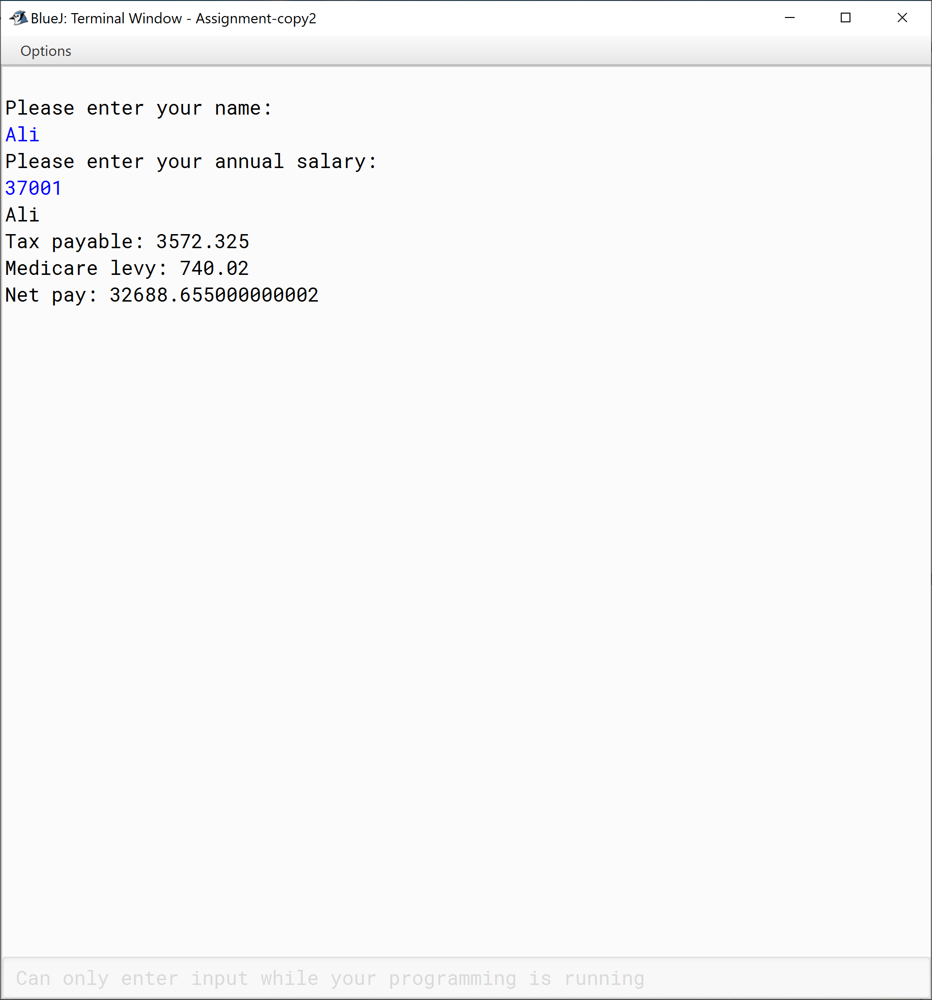 BlueJ: Terminal Window - Assignment-copy2
Options
Please enter your name:
Ali
Please enter your annual salary:
37001
Ali
Tax payable: 3572.325
Medicare levy: 740.02
Net pay: 32688.655000000002
Can only enter input while your programming is running